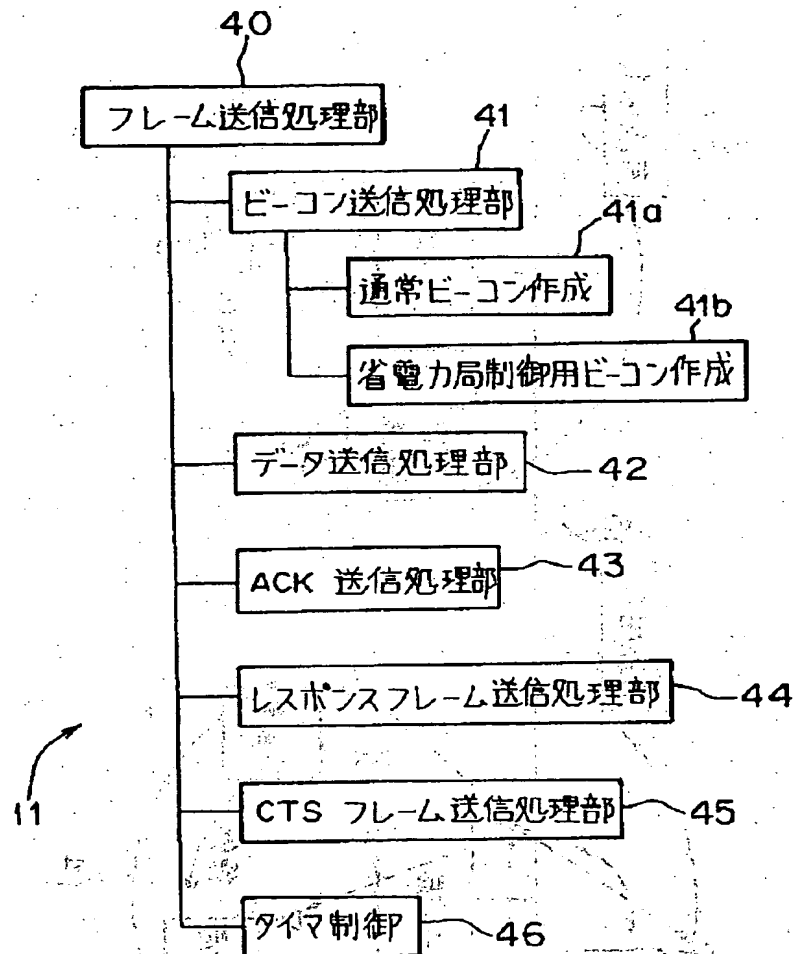 40
フレーム送信処理部
41
ビーコン送信処理部
41a
通常ビーコン作成
41b
省電力局制御用ビーコン作成
データ送信処理部
42
ACK 送信処理部
43
レスポンスフレーム送信処理部
44
11
CTS フレーム送信処理部
45
タイマ制御
46